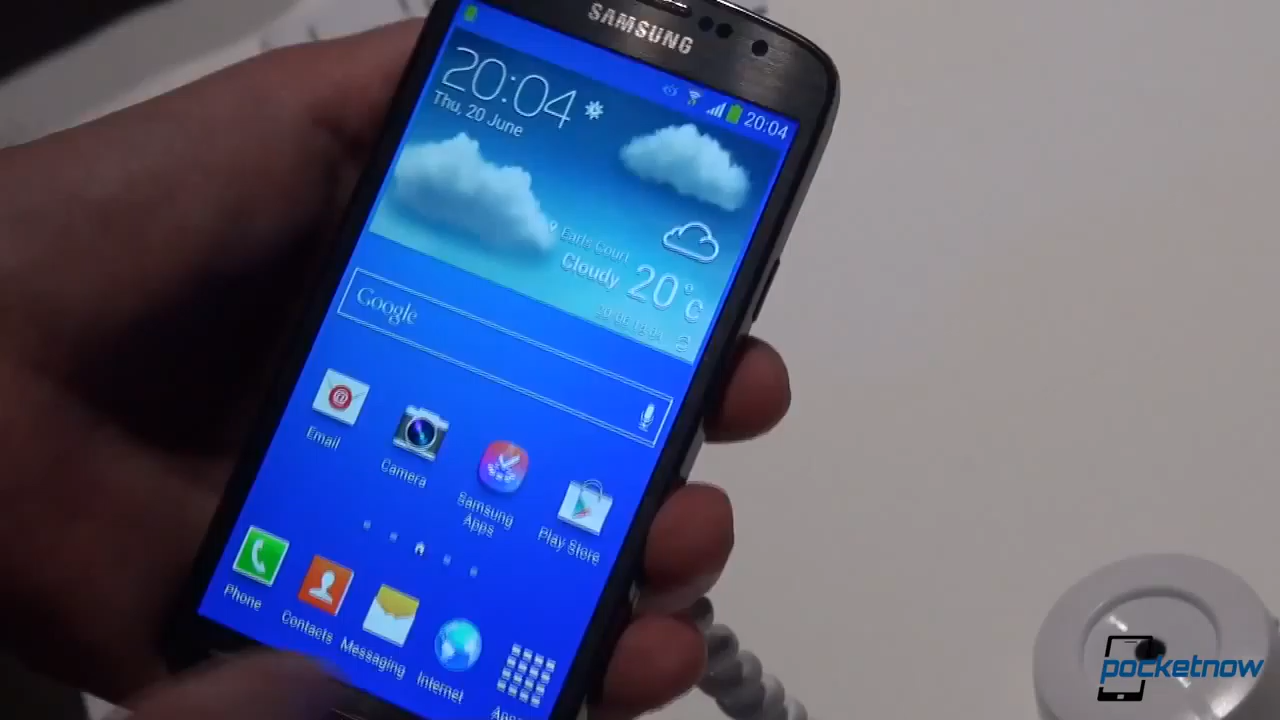 SAMSUNG
20:04
20:04
Thu, 20 June
Earls Court
Cloudy 20°C
Google
Email
Camera
Samsung
Apps
Play Store
Phone
Contacts
Messaging
Internet
pocketnow